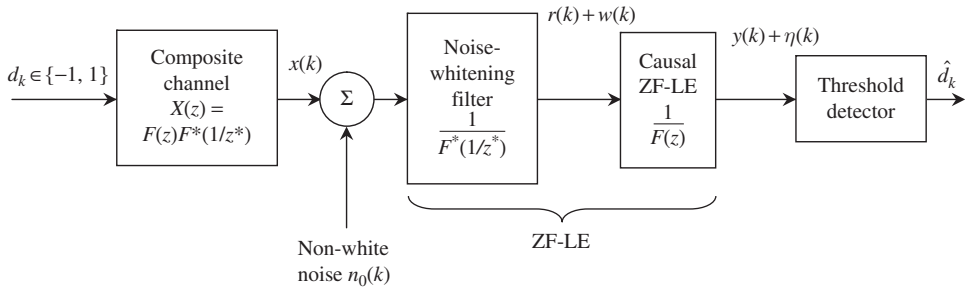 d_k ∈ {−1, 1}
Composite
channel
X(z) =
F(z)F*(1/z*)
x(k)
Σ
Non-white
noise n_0(k)
Noise-
whitening
filter
1
F*(1/z*)
r(k) + w(k)
Causal
ZF-LE
1
F(z)
ZF-LE
y(k) + η(k)
Threshold
detector
d̂_k